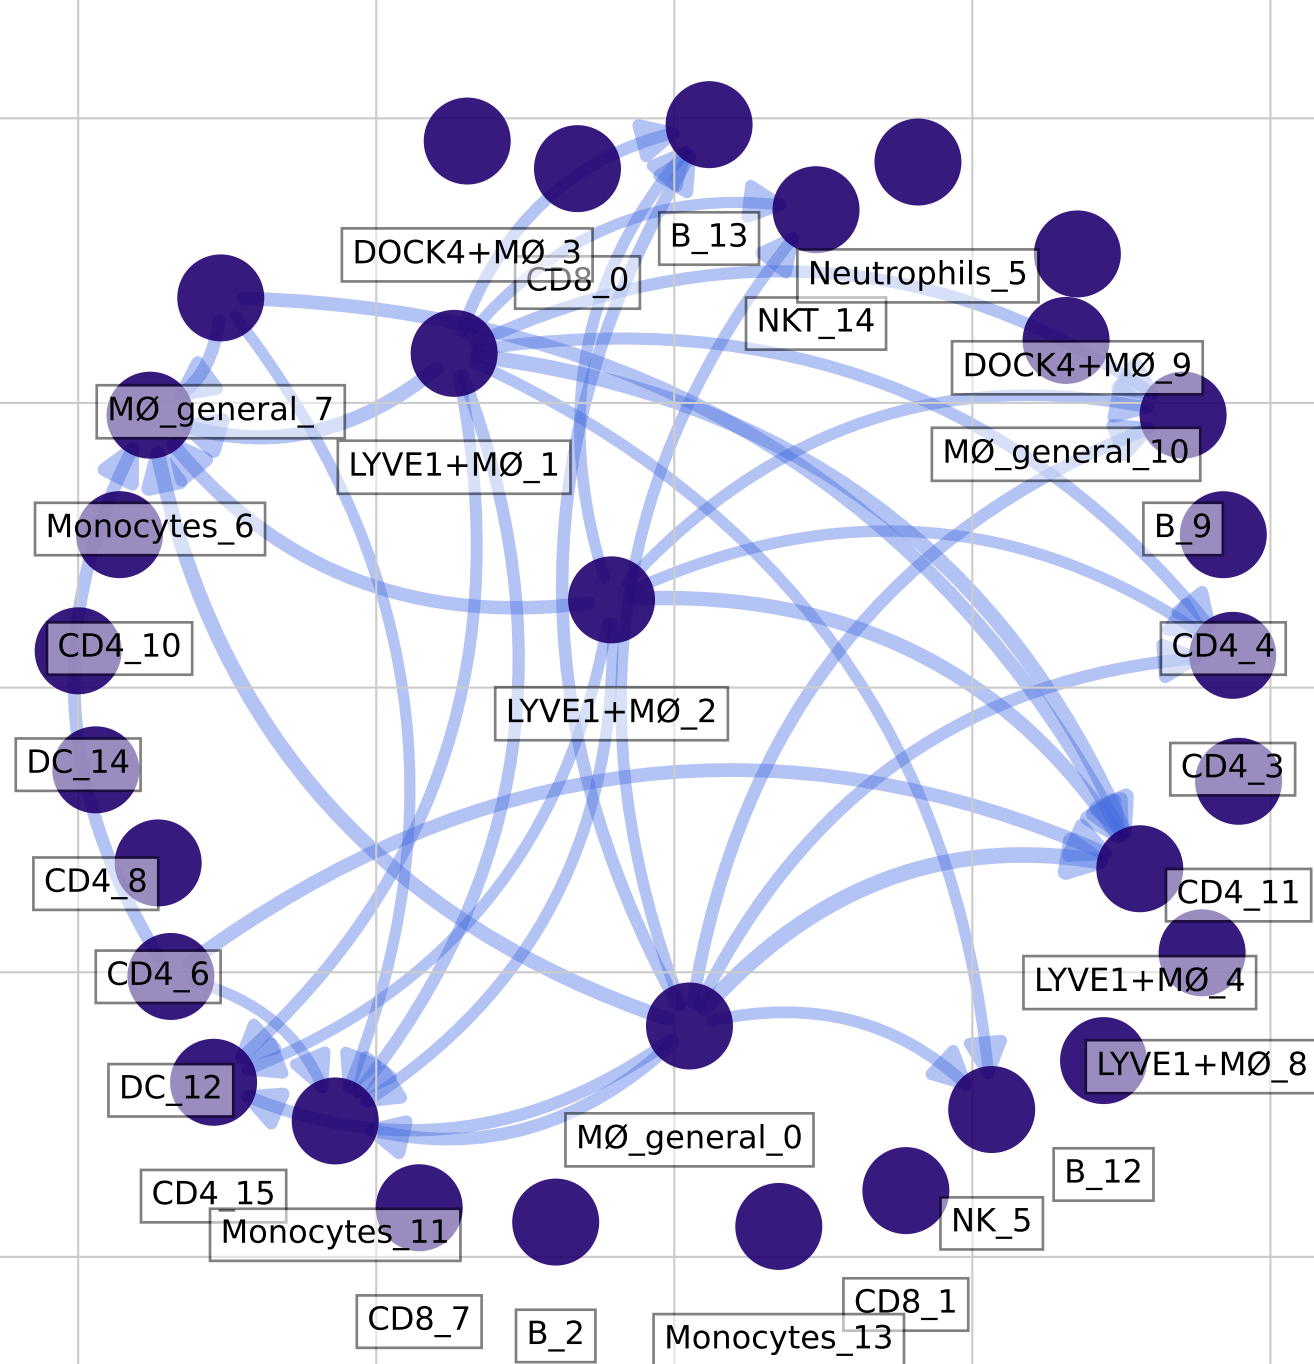 B_13
DOCK4+MØ_3
CD8_0
Neutrophils_5
NKT_14
DOCK4+MØ_9
MØ_general_7
MØ_general_10
LYVE1+MØ_1
Monocytes_6
B_9
CD4_10
CD4_4
LYVE1+MØ_2
DC_14
CD4_3
CD4_8
CD4_11
CD4_6
LYVE1+MØ_4
LYVE1+MØ_8
DC_12
MØ_general_0
B_12
CD4_15
NK_5
Monocytes_11
CD8_1
CD8_7
B_2
Monocytes_13